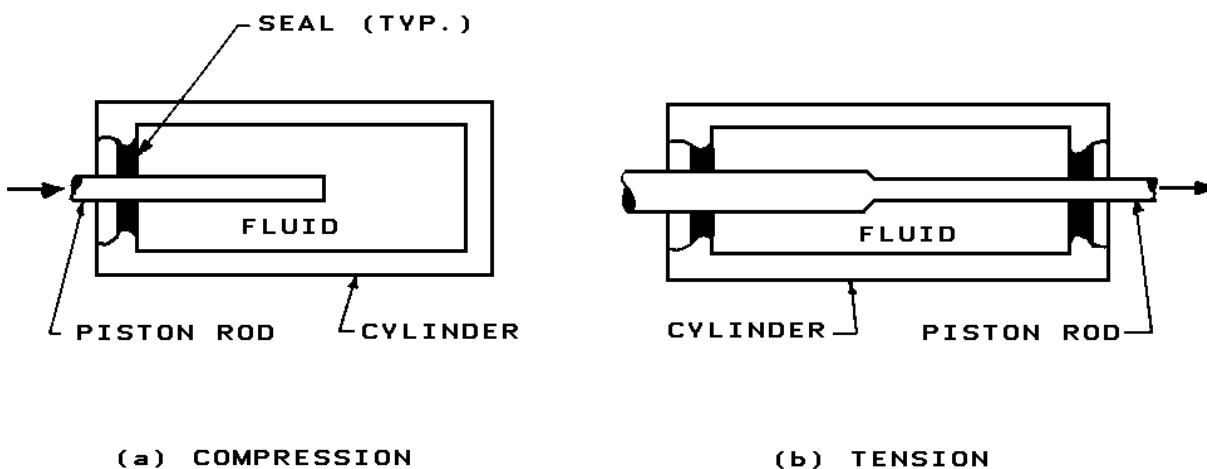 SEAL (TYP.)
FLUID
PISTON ROD
CYLINDER
(a) COMPRESSION
FLUID
CYLINDER
PISTON ROD
(b) TENSION